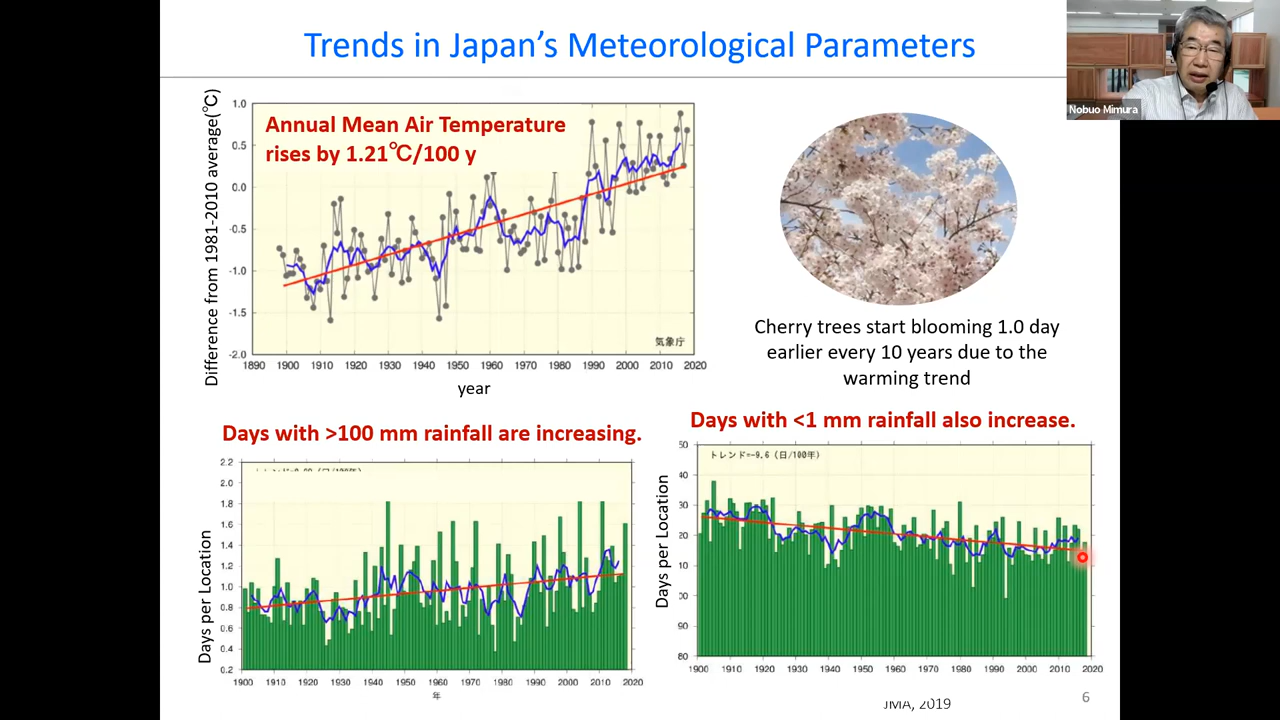 Trends in Japan's Meteorological Parameters
Nobuo Mimura
Difference from 1981-2010 average(℃)
Annual Mean Air Temperature
rises by 1.21℃/100 y
1.0
0.5
0.0
-0.5
-1.0
-1.5
-2.0
気象庁
1890 1900 1910 1920 1930 1940 1950 1960 1970 1980 1990 2000 2010 2020
year
Cherry trees start blooming 1.0 day
earlier every 10 years due to the
warming trend
Days with >100 mm rainfall are increasing.
Days per Location
2.2
2.0
1.8
1.6
1.4
1.2
1.0
0.8
0.6
0.4
0.2
1900 1910 1920 1930 1940 1950 1960 1970 1980 1990 2000 2010 2020
年
Days with <1 mm rainfall also increase.
Days per Location
トレンド=-9.6 (日/100年)
50
40
30
20
10
00
90
90
80
1900 1910 1920 1930 1940 1950 1960 1970 1980 1990 2000 2010 2020
JMA, 2019
6